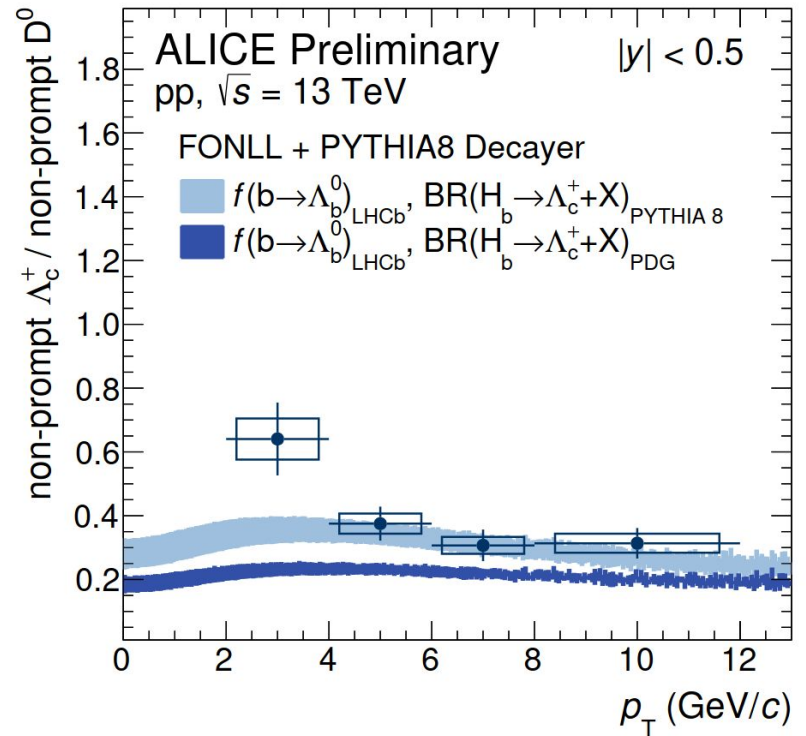 ALICE Preliminary
|y| < 0.5
pp, √s = 13 TeV
FONLL + PYTHIA8 Decayer
f(b→Λ_b^0)_LHCb, BR(H_b→Λ_c^++X)_PYTHIA 8
f(b→Λ_b^0)_LHCb, BR(H_b→Λ_c^++X)_PDG
non-prompt Λ_c^+ / non-prompt D^0
1.8
1.6
1.4
1.2
1.0
0.8
0.6
0.4
0.2
0 2 4 6 8 10 12
p_T (GeV/c)